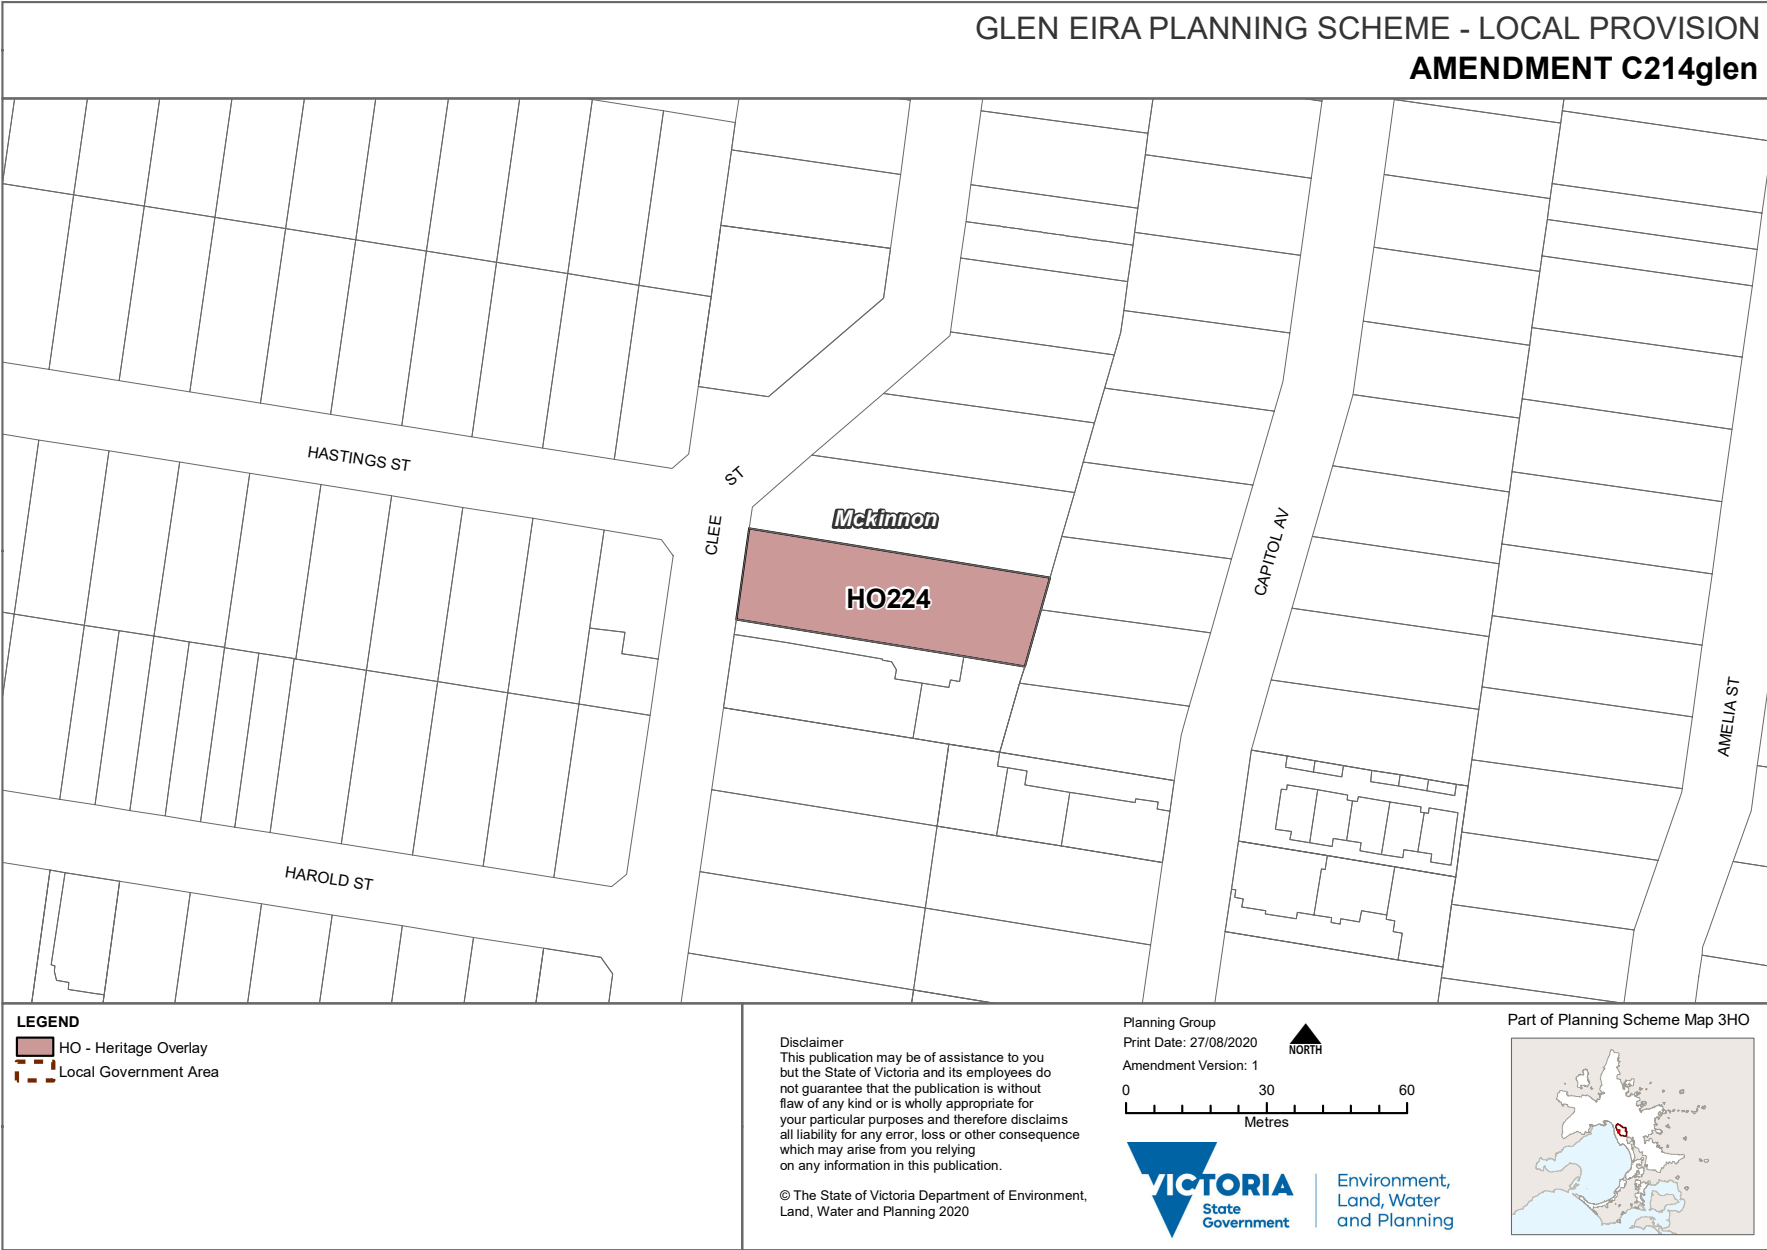 GLEN EIRA PLANNING SCHEME - LOCAL PROVISION
AMENDMENT C214glen
HASTINGS ST
CLEE
ST
Mckinnon
HO224
CAPITOL AV
AMELIA ST
HAROLD ST
LEGEND
HO - Heritage Overlay
Local Government Area
Disclaimer
This publication may be of assistance to you
but the State of Victoria and its employees do
not guarantee that the publication is without
flaw of any kind or is wholly appropriate for
your particular purposes and therefore disclaims
all liability for any error, loss or other consequence
which may arise from you relying
on any information in this publication.
© The State of Victoria Department of Environment,
Land, Water and Planning 2020
Planning Group
Print Date: 27/08/2020
Amendment Version: 1
NORTH
0 30 60
Metres
VICTORIA
State
Government
Environment,
Land, Water
and Planning
Part of Planning Scheme Map 3HO